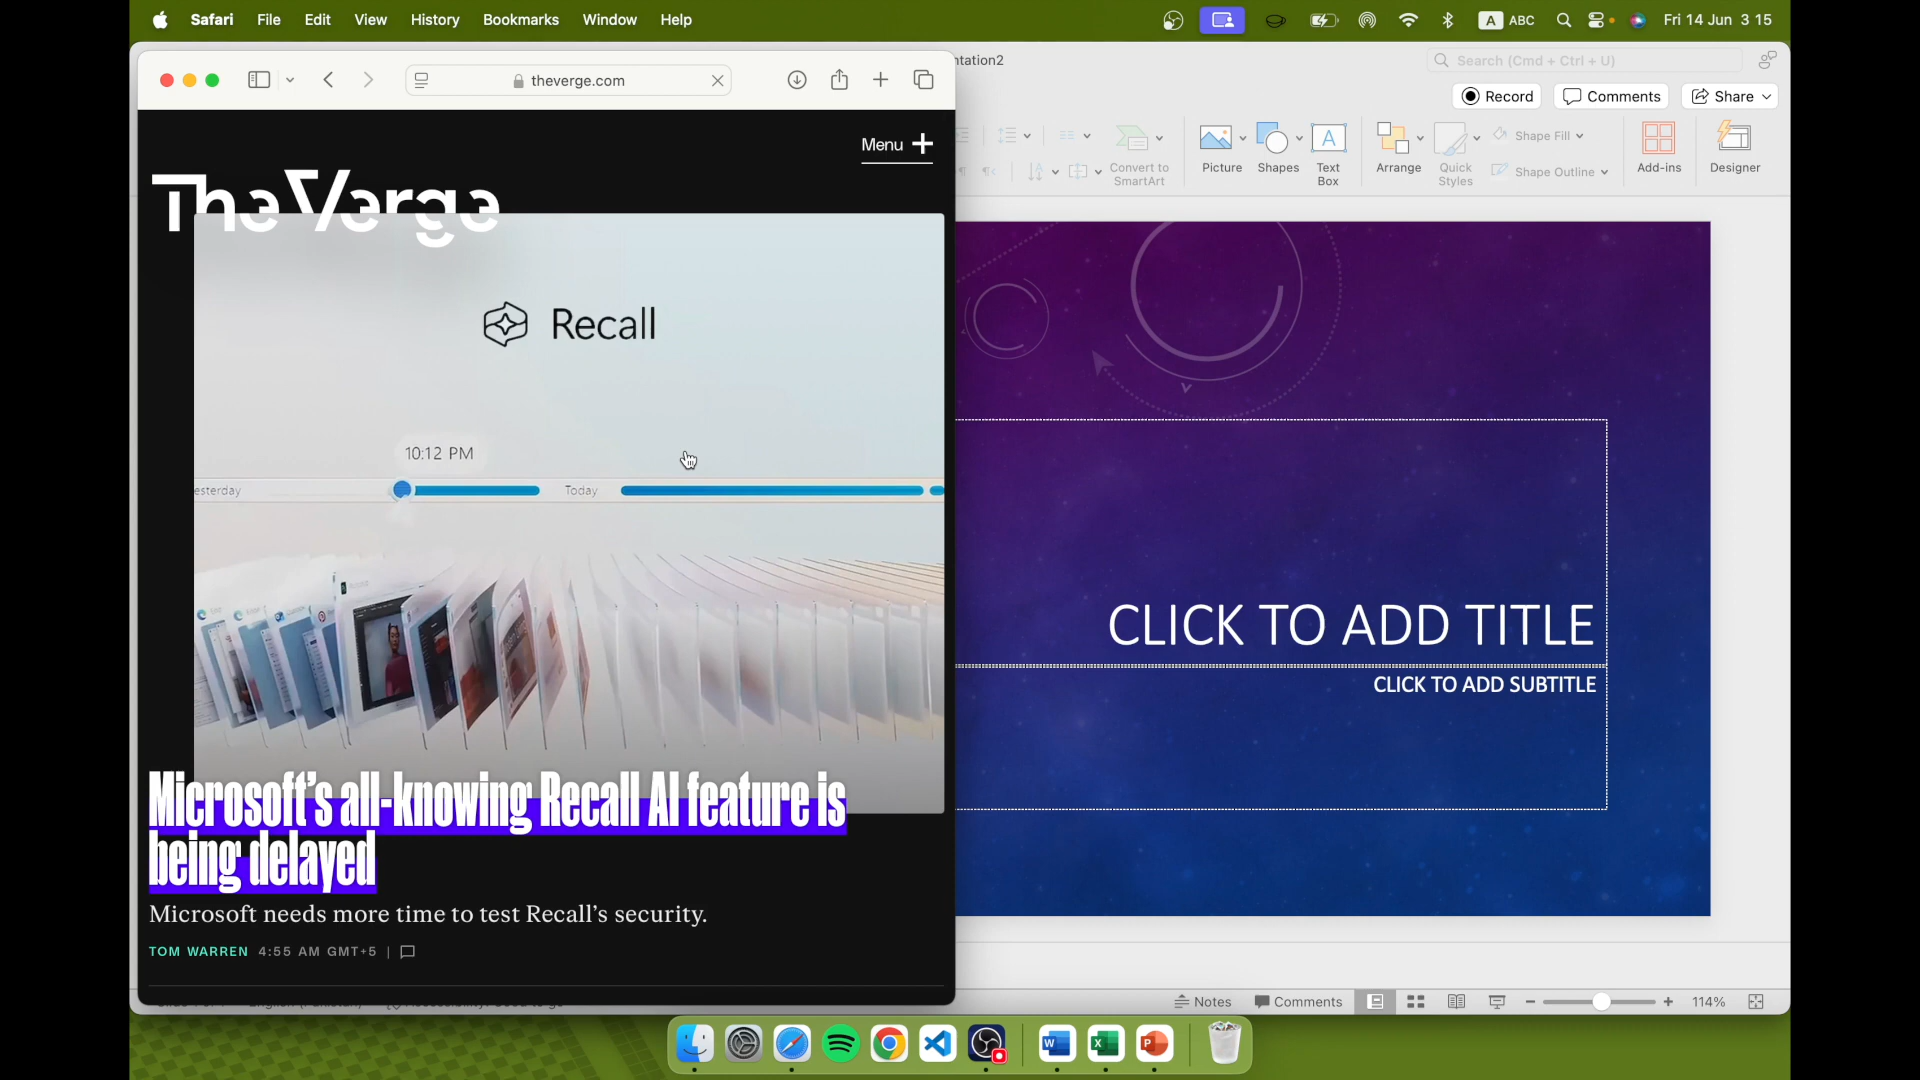 Safari File Edit View History Bookmarks Window Help A ABC Fri 14 Jun 3 15
theverge.com
Menu
The Verge
Recall
10:12 PM
esterday Today
Microsoft's all-knowing Recall AI feature is
being delayed
Microsoft needs more time to test Recall's security.
TOM WARREN 4:55 AM GMT+5 |
ntation2
Search (Cmd + Ctrl + U)
Record Comments Share
Convert to
SmartArt
Picture
Shapes
Text
Box
A
Arrange
Quick
Styles
Shape Fill
Shape Outline
Add-ins
Designer
CLICK TO ADD TITLE
CLICK TO ADD SUBTITLE
Notes Comments 114%
W X P